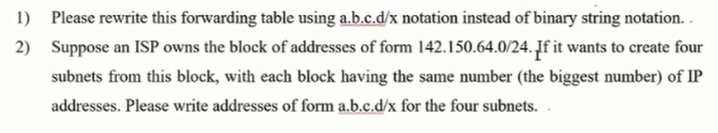 1) Please rewrite this forwarding table using a.b.c.d/x notation instead of binary string notation.
2) Suppose an ISP owns the block of addresses of form 142.150.64.0/24. If it wants to create four
subnets from this block, with each block having the same number (the biggest number) of IP
addresses. Please write addresses of form a.b.c.d/x for the four subnets.